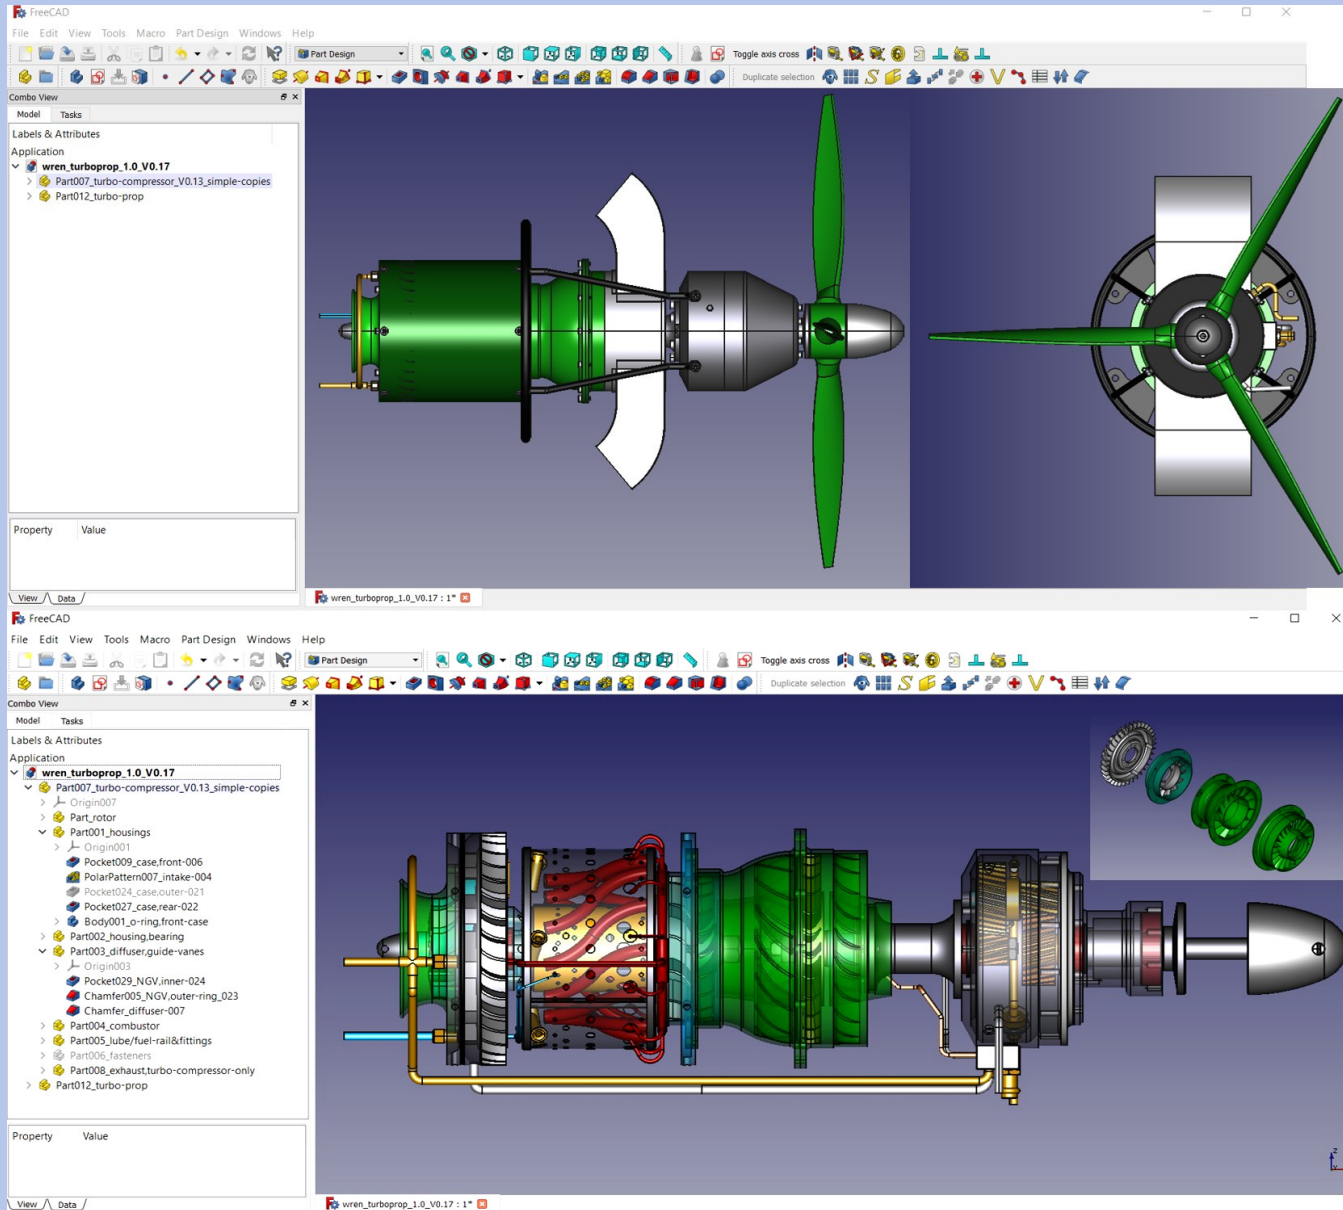 FreeCAD
File Edit View Tools Macro Part Design Windows Help
Part Design Toggle axis cross
Duplicate selection
Combo View
Model Tasks
Labels & Attributes
Application
wren_turboprop_1.0_V0.17
Part007_turbo-compressor_V0.13_simple-copies
Part012_turbo-prop
Property Value
View Data
wren_turboprop_1.0_V0.17 : 1*
FreeCAD
File Edit View Tools Macro Part Design Windows Help
Part Design Toggle axis cross
Duplicate selection
Combo View
Model Tasks
Labels & Attributes
Application
wren_turboprop_1.0_V0.17
Part007_turbo-compressor_V0.13_simple-copies
Origin007
Part_rotor
Part001_housings
Origin001
Pocket009_case,front-006
PolarPattern007_intake-004
Pocket024_case,outer-021
Pocket027_case,rear-022
Body001_o-ring,front-case
Part002_housing,bearing
Part003_diffuser,guide-vanes
Origin003
Pocket029_NGV,inner-024
Chamfer005_NGV,outer-ring_023
Chamfer_diffuser-007
Part004_combustor
Part005_lube/fuel-rail&fittings
Part006_fasteners
Part008_exhaust,turbo-compressor-only
Part012_turbo-prop
Property Value
View Data
wren_turboprop_1.0_V0.17 : 1*